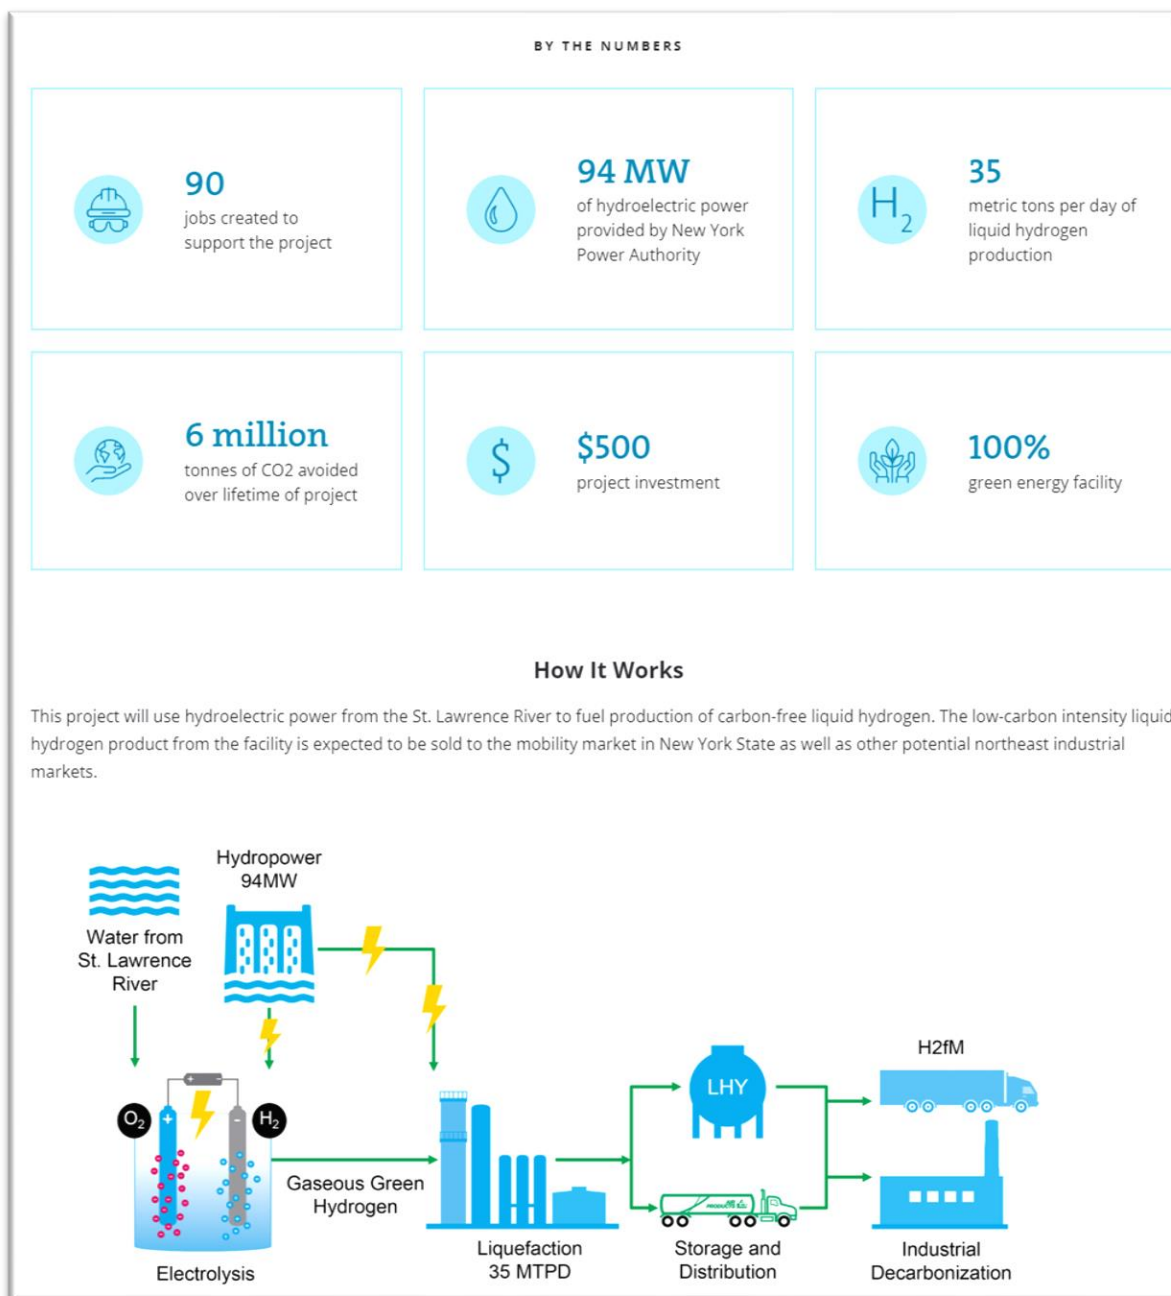 BY THE NUMBERS
90
jobs created to
support the project
94 MW
of hydroelectric power
provided by New York
Power Authority
H2
35
metric tons per day of
liquid hydrogen
production
6 million
tonnes of CO2 avoided
over lifetime of project
$
$500
project investment
100%
green energy facility
How It Works
This project will use hydroelectric power from the St. Lawrence River to fuel production of carbon-free liquid hydrogen. The low-carbon intensity liquid
hydrogen product from the facility is expected to be sold to the mobility market in New York State as well as other potential northeast industrial
markets.
Hydropower
94MW
Water from
St. Lawrence
River
O2
+
-
+
-
H2
Electrolysis
Gaseous Green
Hydrogen
Liquefaction
35 MTPD
LHY
AIR
PRODUCTS
Storage and
Distribution
H2fM
Industrial
Decarbonization